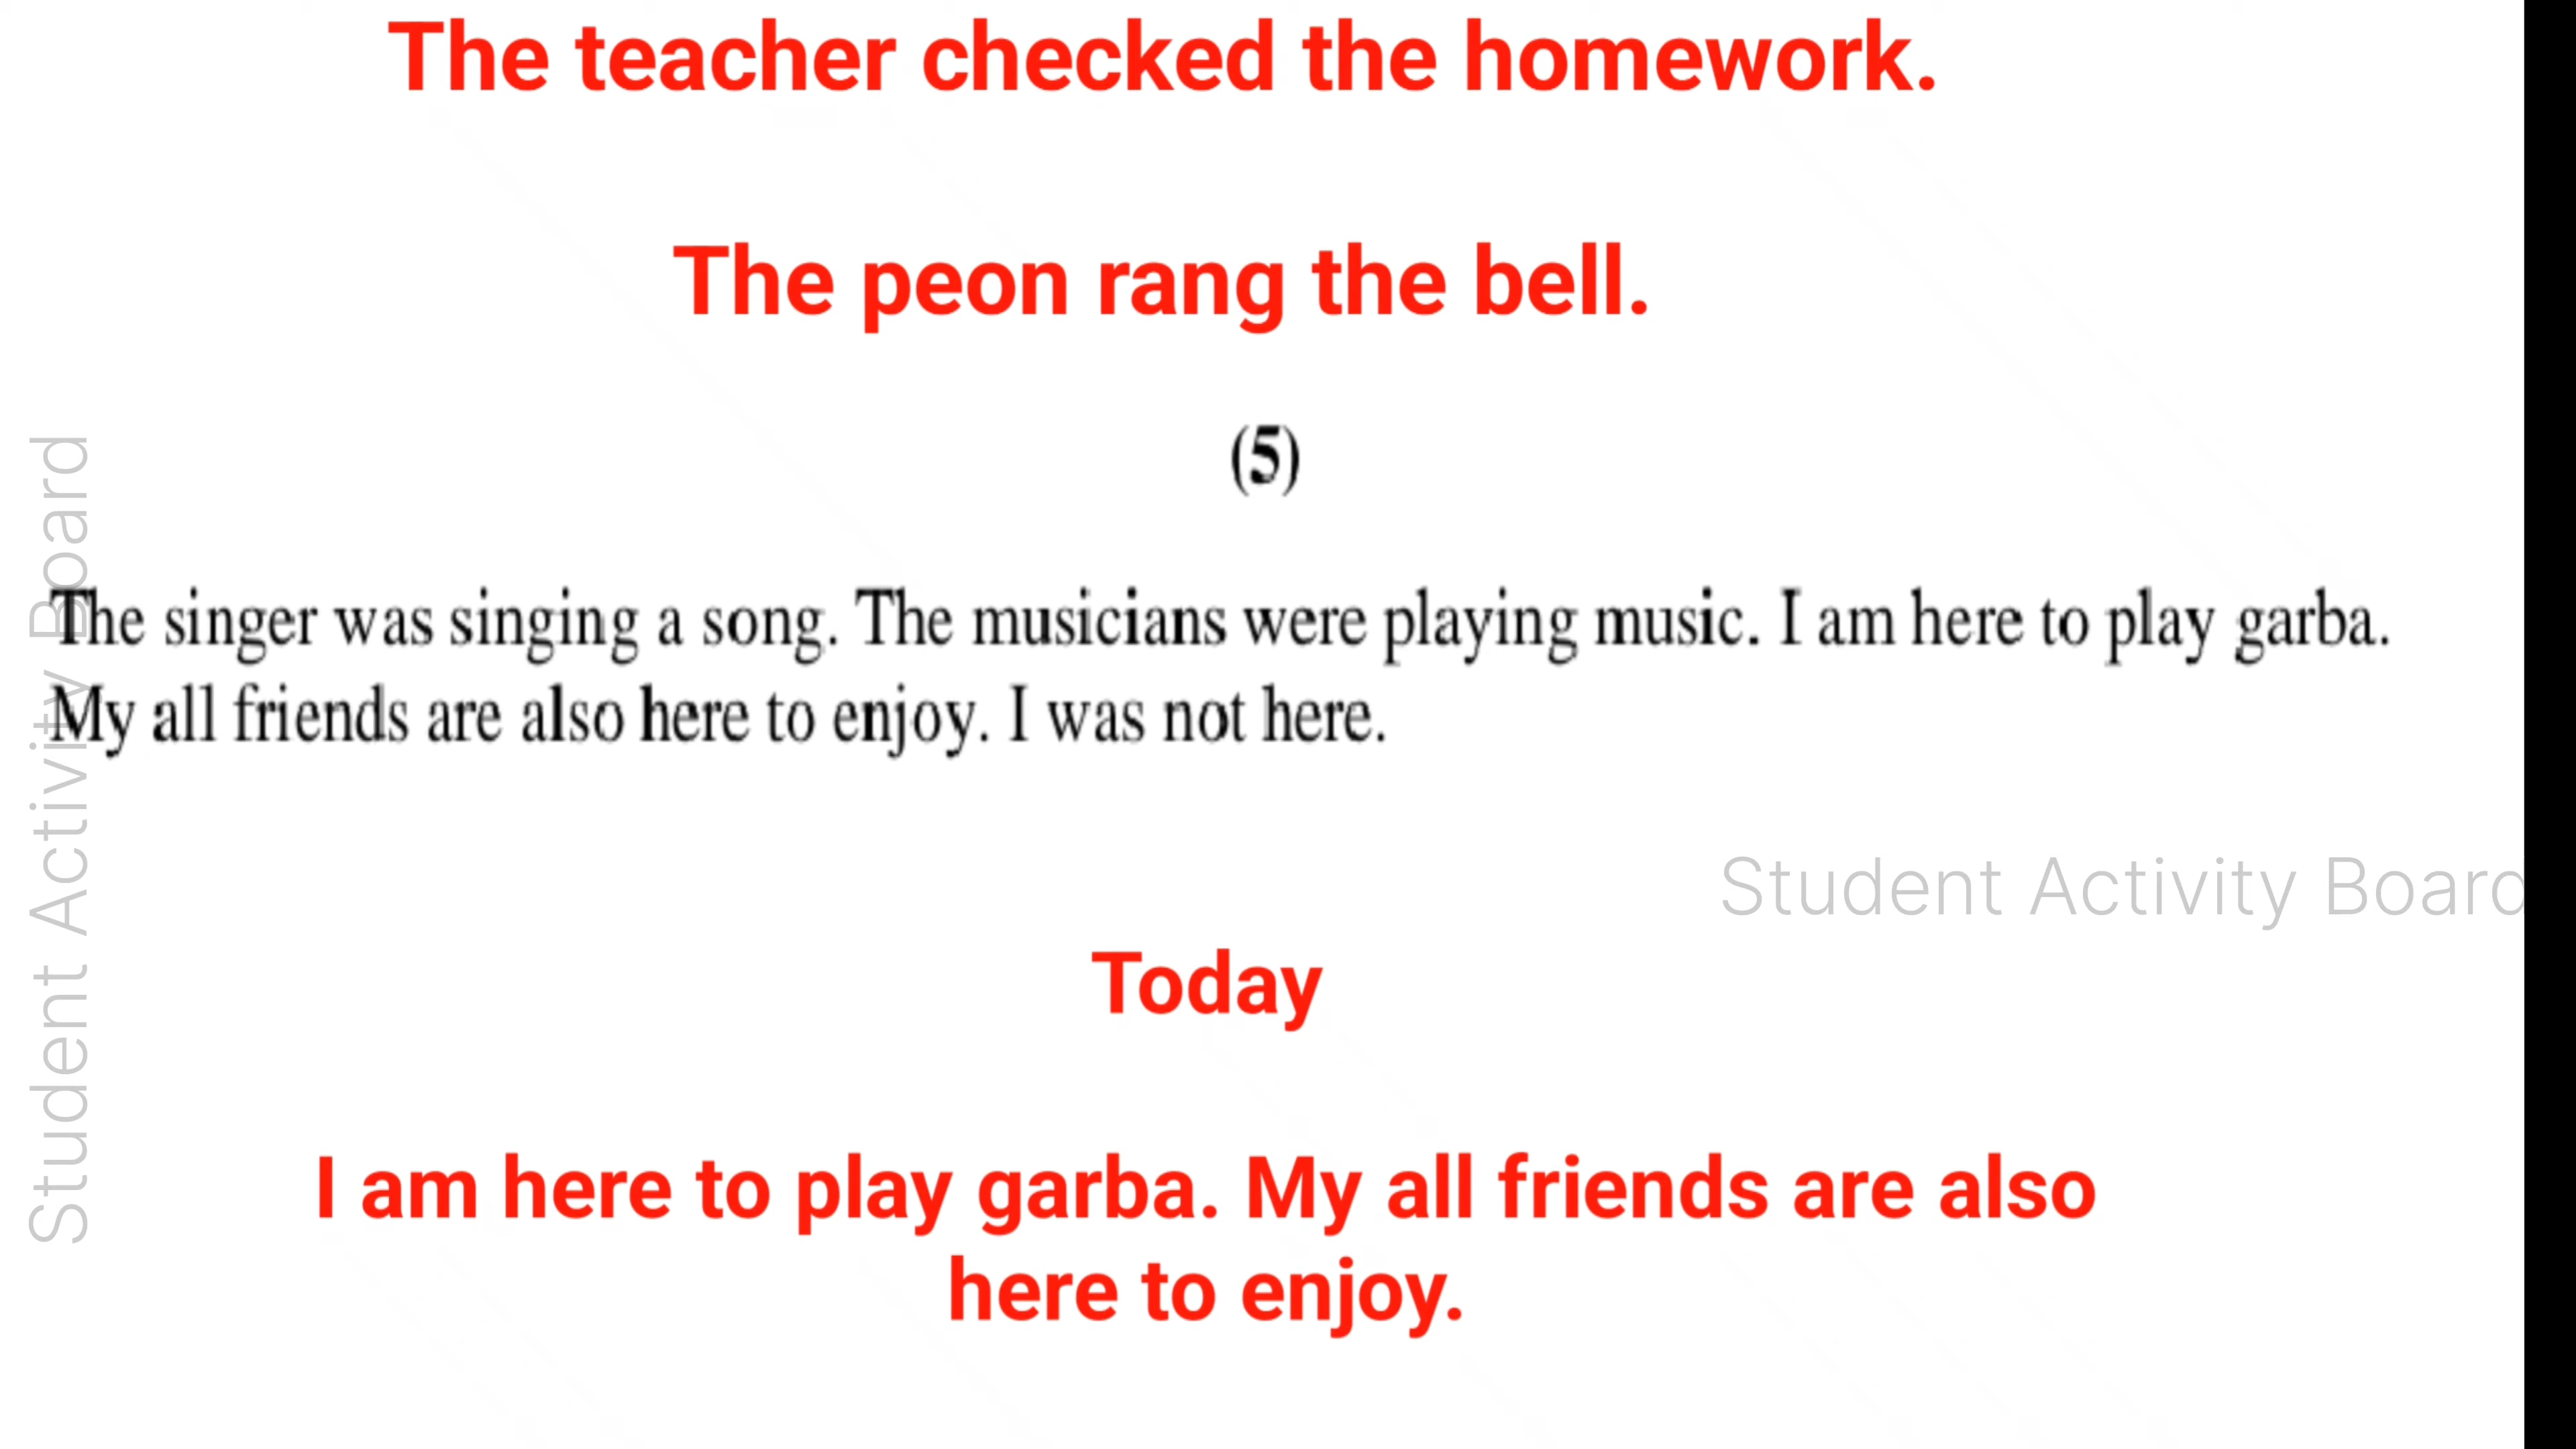 The teacher checked the homework.
The peon rang the bell.
(5)
The singer was singing a song. The musicians were playing music. I am here to play garba.
My all friends are also here to enjoy. I was not here.
Student Activity Board
Student Activity Board
Today
I am here to play garba. My all friends are also
here to enjoy.